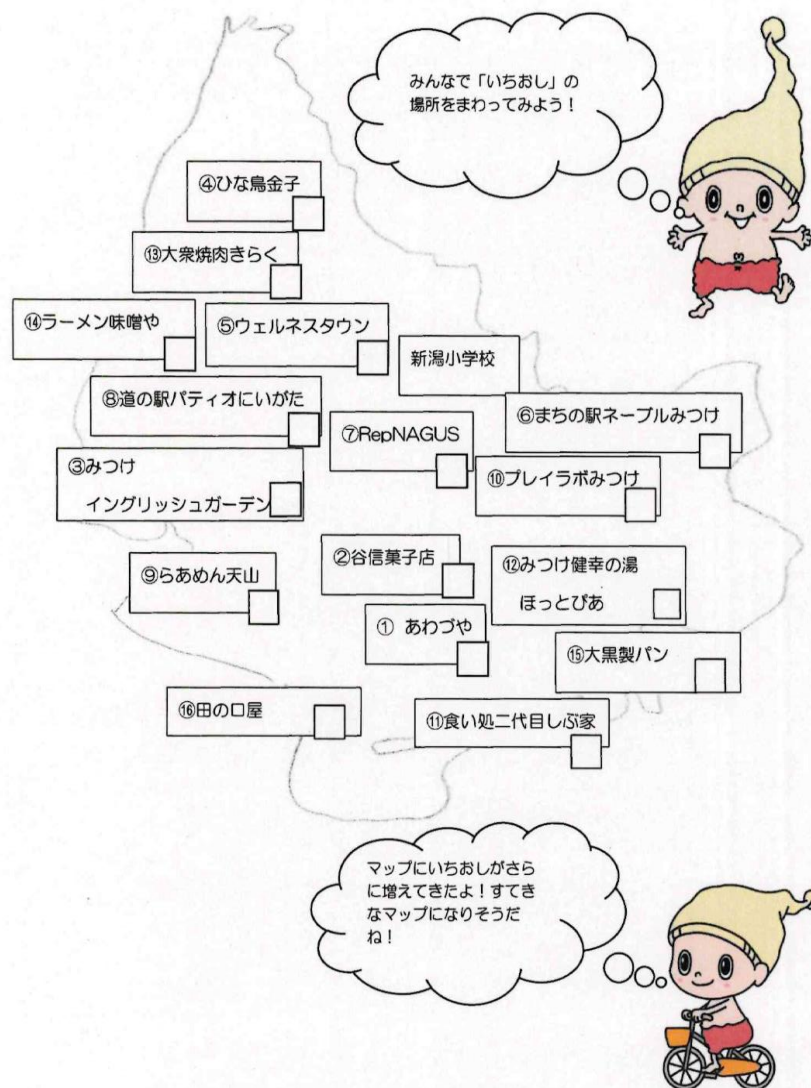 みんなで「いちおし」の
場所をまわってみよう！
④ひな鳥金子
⑬大衆焼肉きらく
⑭ラーメン味噌や
⑤ウェルネスタウン
新潟小学校
⑧道の駅パティオにいがた
⑥まちの駅ネーブルみつけ
⑦RepNAGUS
③みつけ
イングリッシュガーデン
⑩プレイラボみつけ
②谷信菓子店
⑫みつけ健幸の湯
ほっとぴあ
⑨らあめん天山
① あわづや
⑮大黒製パン
⑯田の口屋
⑪食い処二代目しぶ家
マップにいちおしがさら
に増えてきたよ！すてき
なマップになりそうだ
ね！